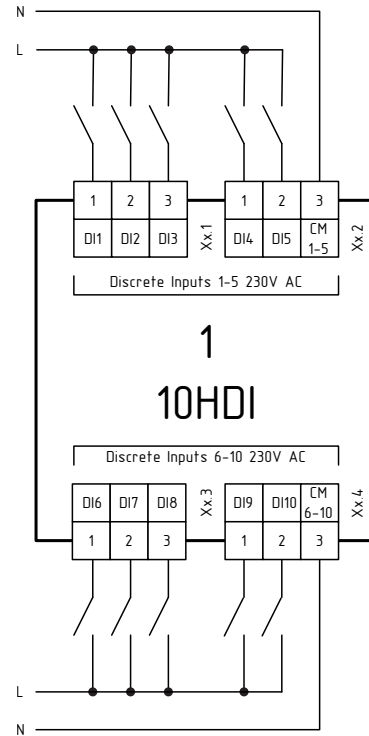 N
L
1 2 3 1 2 3
DI1 DI2 DI3 Xx.1 DI4 DI5 CM 1-5 Xx.2
Discrete Inputs 1-5 230V AC
1
10HDI
Discrete Inputs 6-10 230V AC
DI6 DI7 DI8 Xx.3 DI9 DI10 CM 6-10 Xx.4
1 2 3 1 2 3
L
N